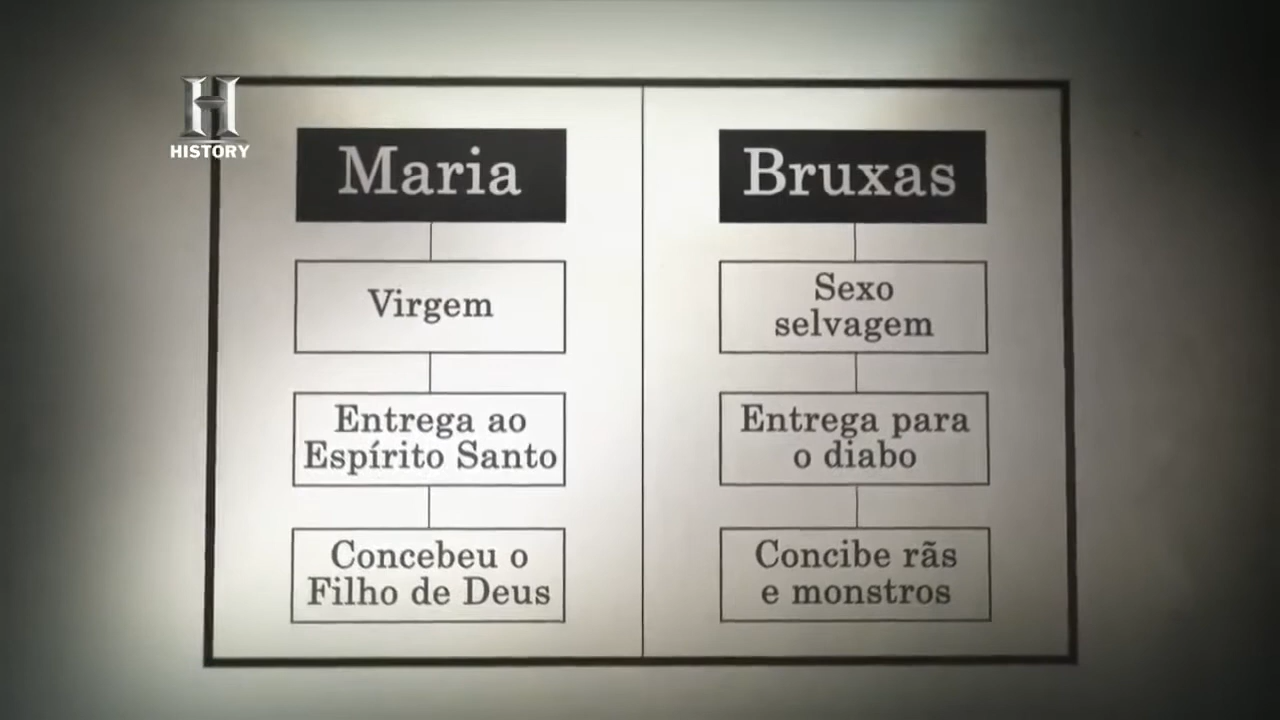 H
HISTORY
Maria
Virgem
Entrega ao
Espírito Santo
Concebeu o
Filho de Deus
Bruxas
Sexo
selvagem
Entrega para
o diabo
Concibe rãs
e monstros